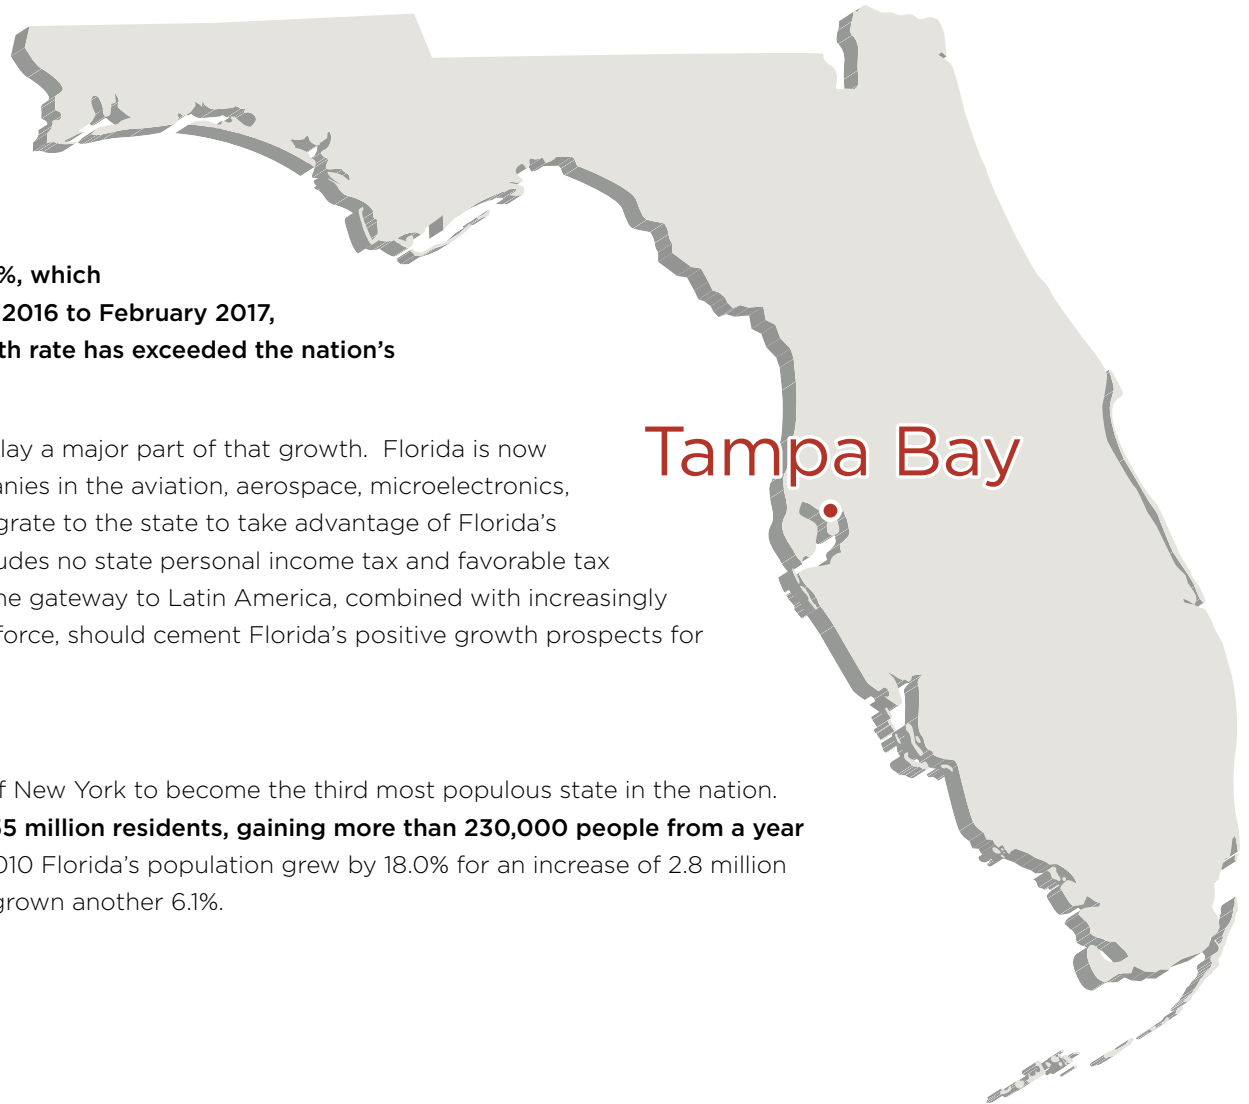 %, which
2016 to February 2017,
th rate has exceeded the nation's
lay a major part of that growth. Florida is now
Tampa Bay
anies in the aviation, aerospace, microelectronics,
grate to the state to take advantage of Florida's
udes no state personal income tax and favorable tax
ne gateway to Latin America, combined with increasingly
force, should cement Florida's positive growth prospects for
f New York to become the third most populous state in the nation.
55 million residents, gaining more than 230,000 people from a year
010 Florida's population grew by 18.0% for an increase of 2.8 million
grown another 6.1%.